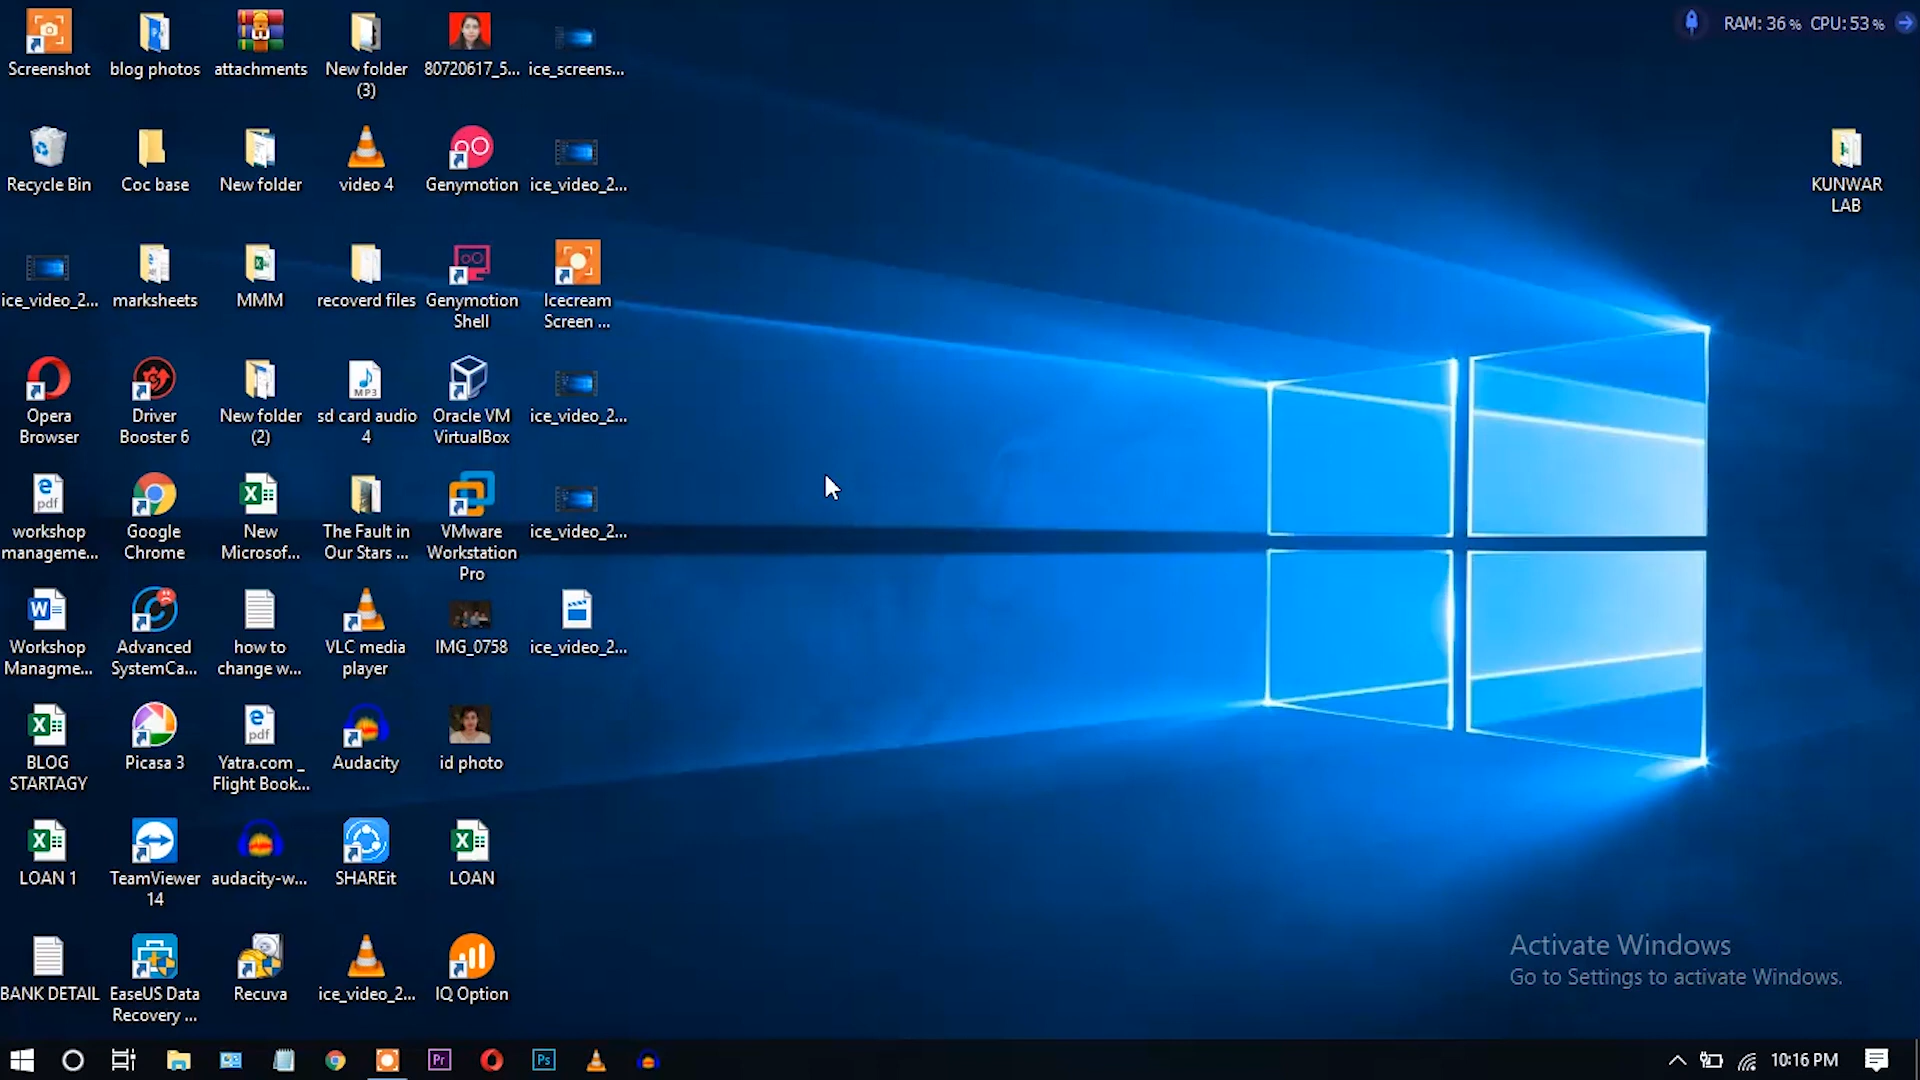 RAM: 36 % CPU: 53 %
Screenshot
blog photos
attachments
New folder
(3)
80720617_5...
ice_screens...
Recycle Bin
Coc base
New folder
video 4
Genymotion
ice_video_2...
KUNWAR
LAB
ice_video_2...
marksheets
MMM
recoverd files
Genymotion
Shell
Icecream
Screen ...
Opera
Browser
Driver
Booster 6
New folder
(2)
MP3
sd card audio
4
Oracle VM
VirtualBox
ice_video_2...
pdf
workshop
manageme...
Google
Chrome
New
Microsof...
The Fault in
Our Stars ...
VMware
Workstation
Pro
ice_video_2...
Workshop
Managme...
Advanced
SystemCa...
how to
change w...
VLC media
player
IMG_0758
ice_video_2...
BLOG
STARTAGY
Picasa 3
pdf
Yatra.com _
Flight Book...
Audacity
id photo
LOAN 1
TeamViewer
14
audacity-w...
SHAREit
LOAN
BANK DETAIL
EaseUS Data
Recovery ...
Recuva
ice_video_2...
IQ Option
Activate Windows
Go to Settings to activate Windows.
Pr
Ps
10:16 PM